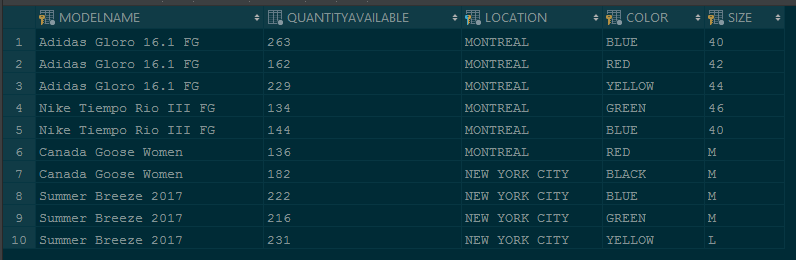 MODELNAME QUANTITYAVAILABLE LOCATION COLOR SIZE
1 Adidas Gloro 16.1 FG 263 MONTREAL BLUE 40
2 Adidas Gloro 16.1 FG 162 MONTREAL RED 42
3 Adidas Gloro 16.1 FG 229 MONTREAL YELLOW 44
4 Nike Tiempo Rio III FG 134 MONTREAL GREEN 46
5 Nike Tiempo Rio III FG 144 MONTREAL BLUE 40
6 Canada Goose Women 136 MONTREAL RED M
7 Canada Goose Women 182 NEW YORK CITY BLACK M
8 Summer Breeze 2017 222 NEW YORK CITY BLUE M
9 Summer Breeze 2017 216 NEW YORK CITY GREEN M
10 Summer Breeze 2017 231 NEW YORK CITY YELLOW L